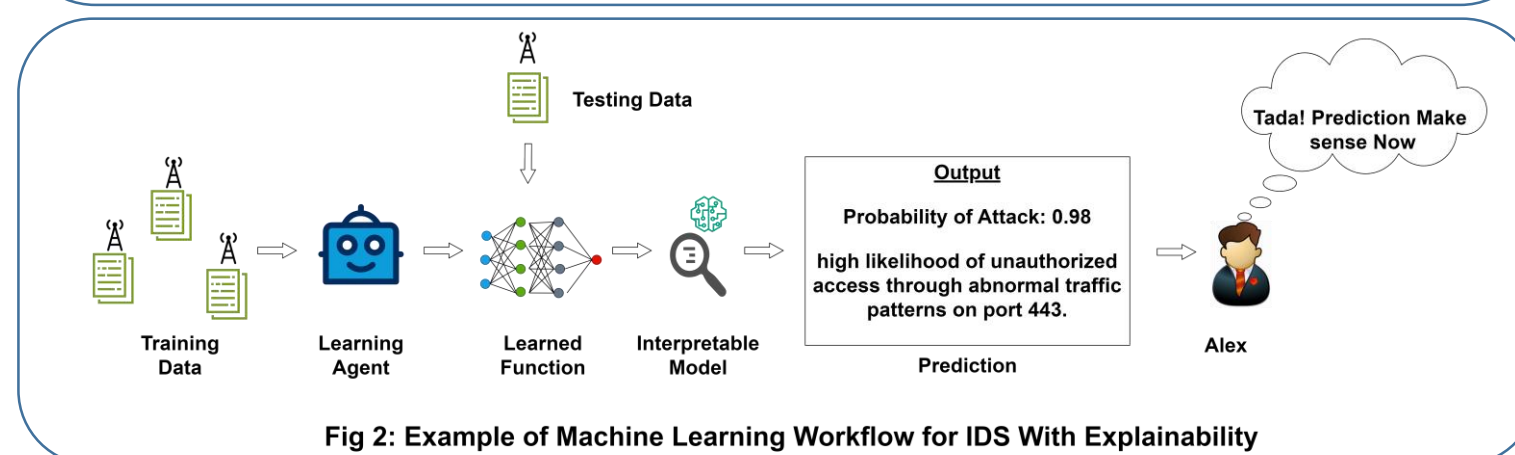 Testing Data
Tada! Prediction Make
sense Now
Output
Probability of Attack: 0.98
high likelihood of unauthorized
access through abnormal traffic
patterns on port 443.
Training
Data
Learning
Agent
Learned
Function
Interpretable
Model
Prediction
Alex
Fig 2: Example of Machine Learning Workflow for IDS With Explainability